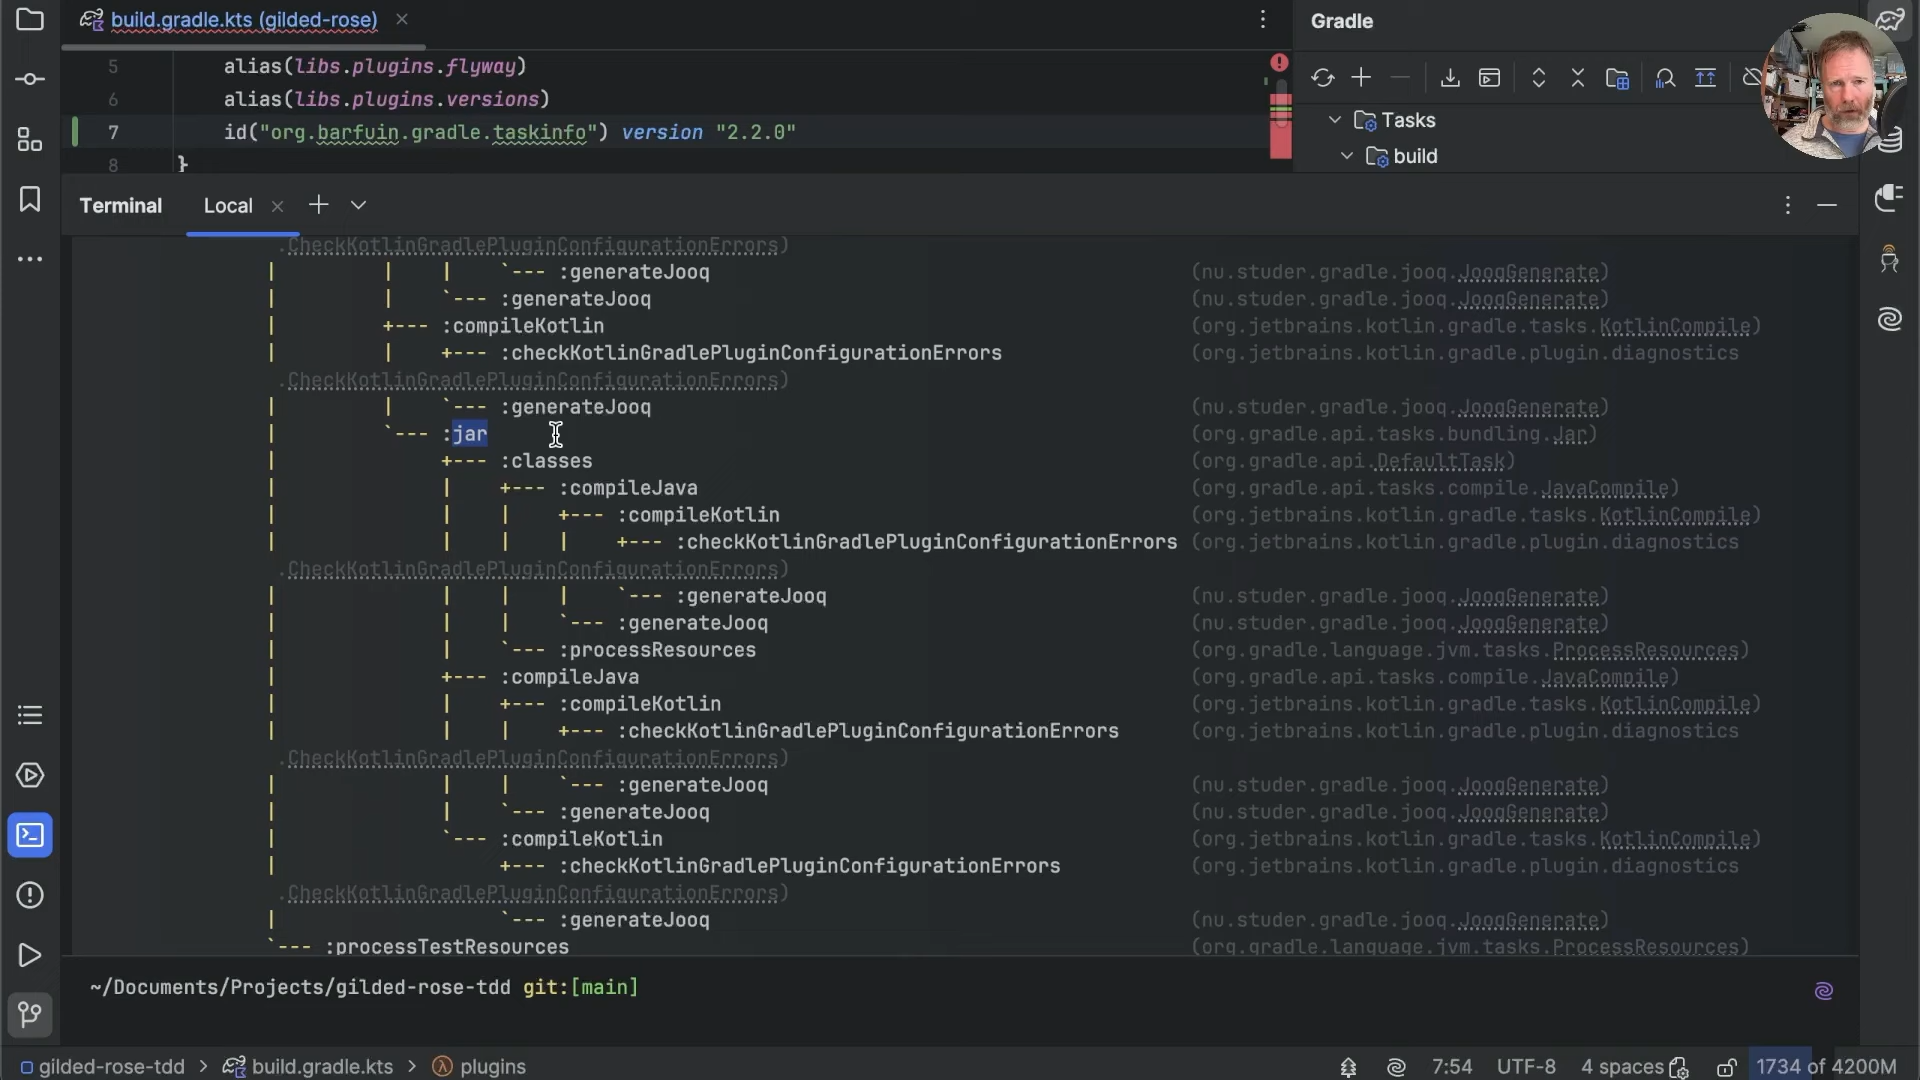 build.gradle.kts (gilded-rose)
Gradle
5 alias(libs.plugins.flyway)
6 alias(libs.plugins.versions)
7 id("org.barfuin.gradle.taskinfo") version "2.2.0"
8 }
Tasks
build
Terminal Local
.CheckKotlinGradlePluginConfigurationErrors)
| | | `--- :generateJooq (nu.studer.gradle.jooq.JooqGenerate)
| | `--- :generateJooq (nu.studer.gradle.jooq.JooqGenerate)
| +--- :compileKotlin (org.jetbrains.kotlin.gradle.tasks.KotlinCompile)
| | +--- :checkKotlinGradlePluginConfigurationErrors (org.jetbrains.kotlin.gradle.plugin.diagnostics
.CheckKotlinGradlePluginConfigurationErrors)
| | `--- :generateJooq (nu.studer.gradle.jooq.JooqGenerate)
| `--- :jar (org.gradle.api.tasks.bundling.Jar)
| +--- :classes (org.gradle.api.DefaultTask)
| | +--- :compileJava (org.gradle.api.tasks.compile.JavaCompile)
| | | +--- :compileKotlin (org.jetbrains.kotlin.gradle.tasks.KotlinCompile)
| | | | +--- :checkKotlinGradlePluginConfigurationErrors (org.jetbrains.kotlin.gradle.plugin.diagnostics
.CheckKotlinGradlePluginConfigurationErrors)
| | | | `--- :generateJooq (nu.studer.gradle.jooq.JooqGenerate)
| | | `--- :generateJooq (nu.studer.gradle.jooq.JooqGenerate)
| | `--- :processResources (org.gradle.language.jvm.tasks.ProcessResources)
| +--- :compileJava (org.gradle.api.tasks.compile.JavaCompile)
| | +--- :compileKotlin (org.jetbrains.kotlin.gradle.tasks.KotlinCompile)
| | | +--- :checkKotlinGradlePluginConfigurationErrors (org.jetbrains.kotlin.gradle.plugin.diagnostics
.CheckKotlinGradlePluginConfigurationErrors)
| | | `--- :generateJooq (nu.studer.gradle.jooq.JooqGenerate)
| | `--- :generateJooq (nu.studer.gradle.jooq.JooqGenerate)
| `--- :compileKotlin (org.jetbrains.kotlin.gradle.tasks.KotlinCompile)
| +--- :checkKotlinGradlePluginConfigurationErrors (org.jetbrains.kotlin.gradle.plugin.diagnostics
.CheckKotlinGradlePluginConfigurationErrors)
| `--- :generateJooq (nu.studer.gradle.jooq.JooqGenerate)
`--- :processTestResources (org.gradle.language.jvm.tasks.ProcessResources)
~/Documents/Projects/gilded-rose-tdd git:[main]
gilded-rose-tdd > build.gradle.kts > plugins 7:54 UTF-8 4 spaces 1734 of 4200M